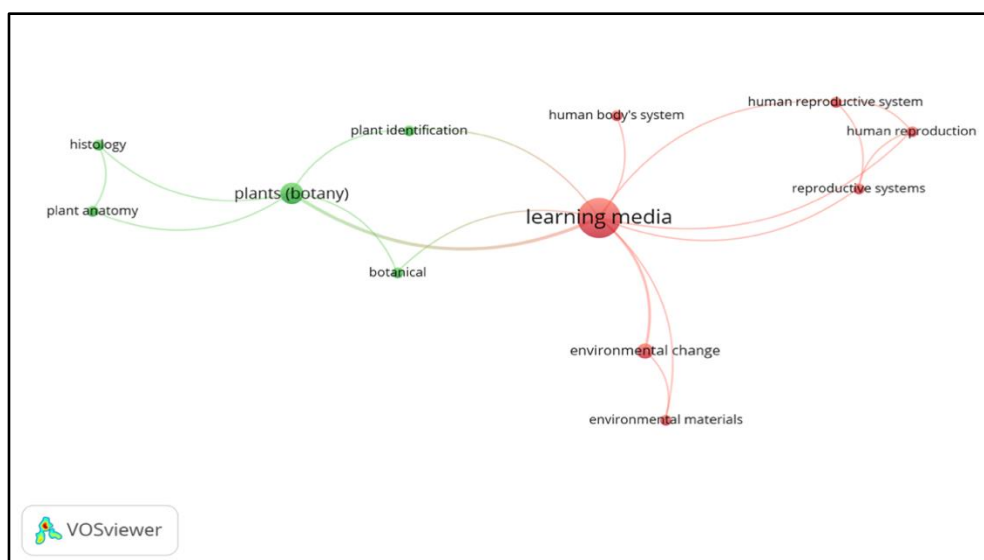 human reproductive system
human body's system
plant identification
human reproduction
histology
plants (botany)
reproductive systems
plant anatomy
learning media
botanical
environmental change
environmental materials
VOSviewer